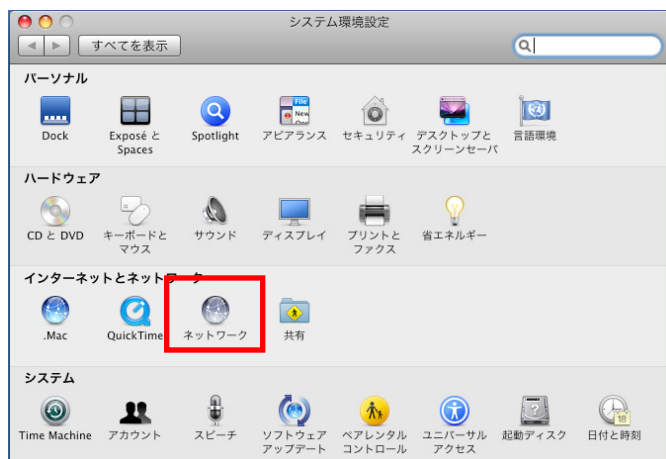 システム環境設定
すべてを表示
パーソナル
Dock
Exposé と
Spaces
Spotlight
File
New
アピアランス
セキュリティ
デスクトップと
スクリーンセーバ
言語環境
ハードウェア
CD と DVD
キーボードと
マウス
サウンド
ディスプレイ
プリントと
ファクス
省エネルギー
インターネットとネットワーク
.Mac
QuickTime
ネットワーク
共有
システム
Time Machine
アカウント
スピーチ
ソフトウェア
アップデート
ペアレンタル
コントロール
ユニバーサル
アクセス
起動ディスク
18
日付と時刻